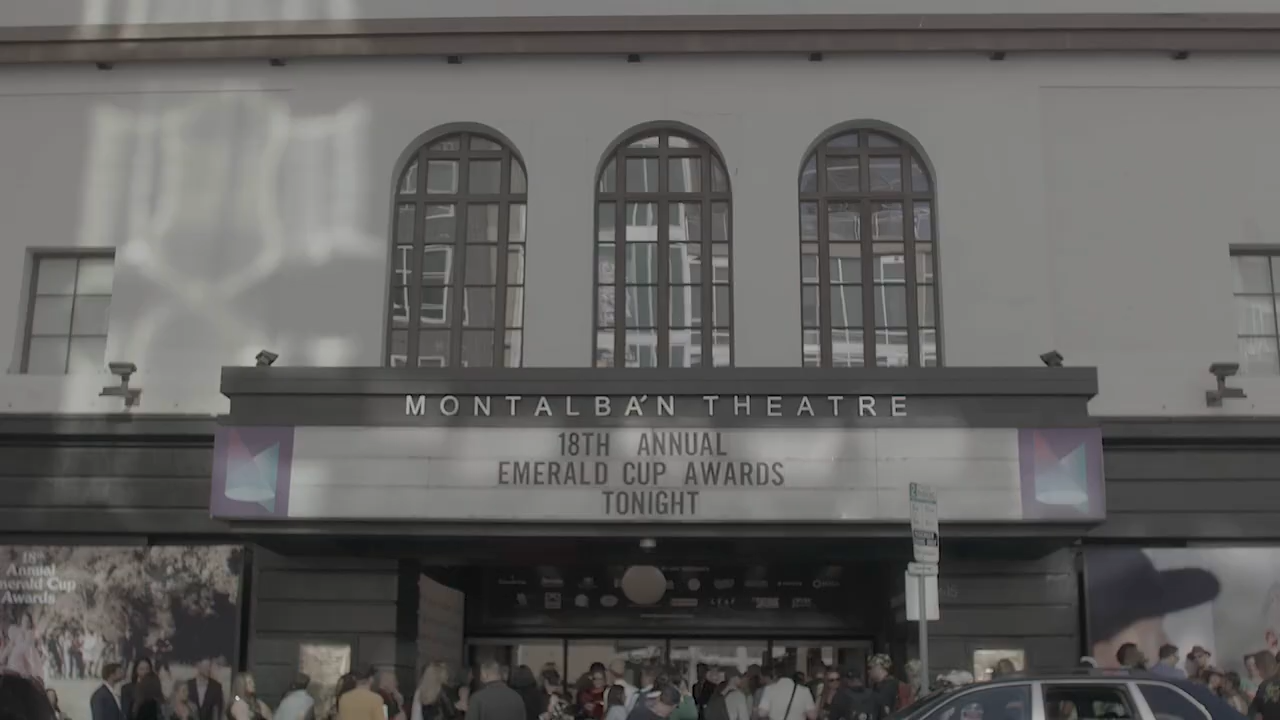 MONTALBÁN THEATRE
18TH ANNUAL
EMERALD CUP AWARDS
TONIGHT
18th
Annual
Emerald Cup
Awards